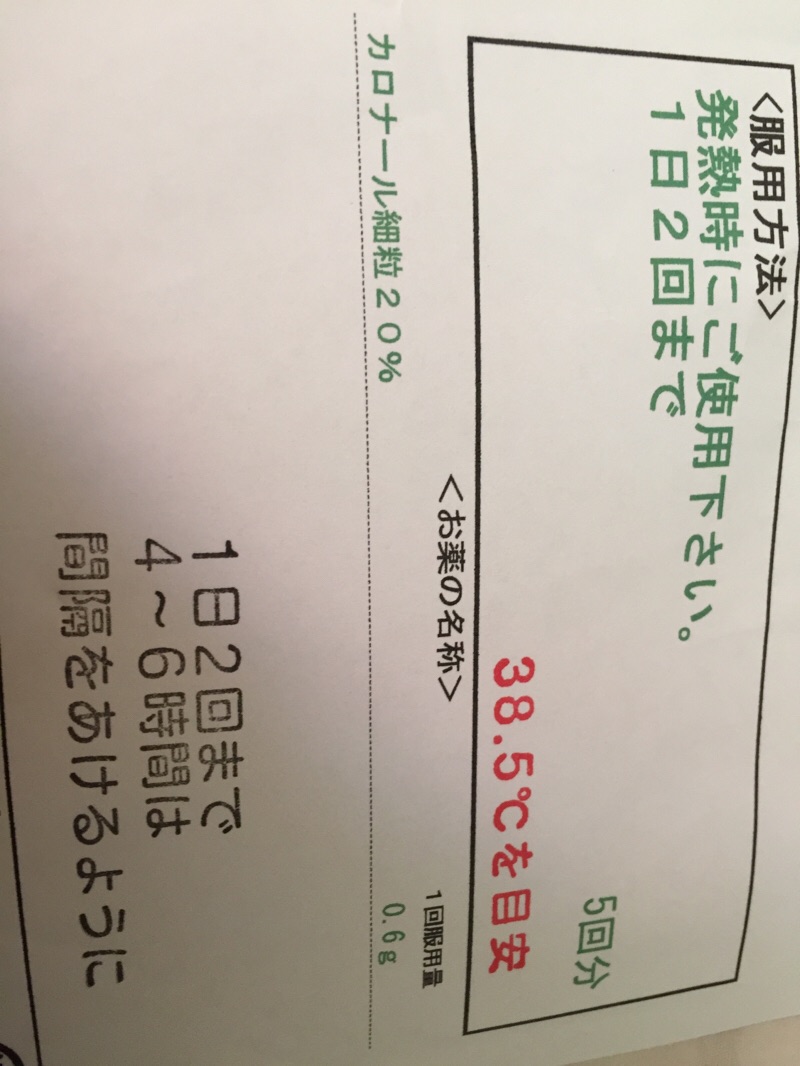 <服用方法>
発熱時にご使用下さい。
1日2回まで
5回分
38.5℃を目安
<お薬の名称>
1回服用量
カロナール細粒20%
0.6g
1日2回まで
4~6時間は
間隔をあけるように